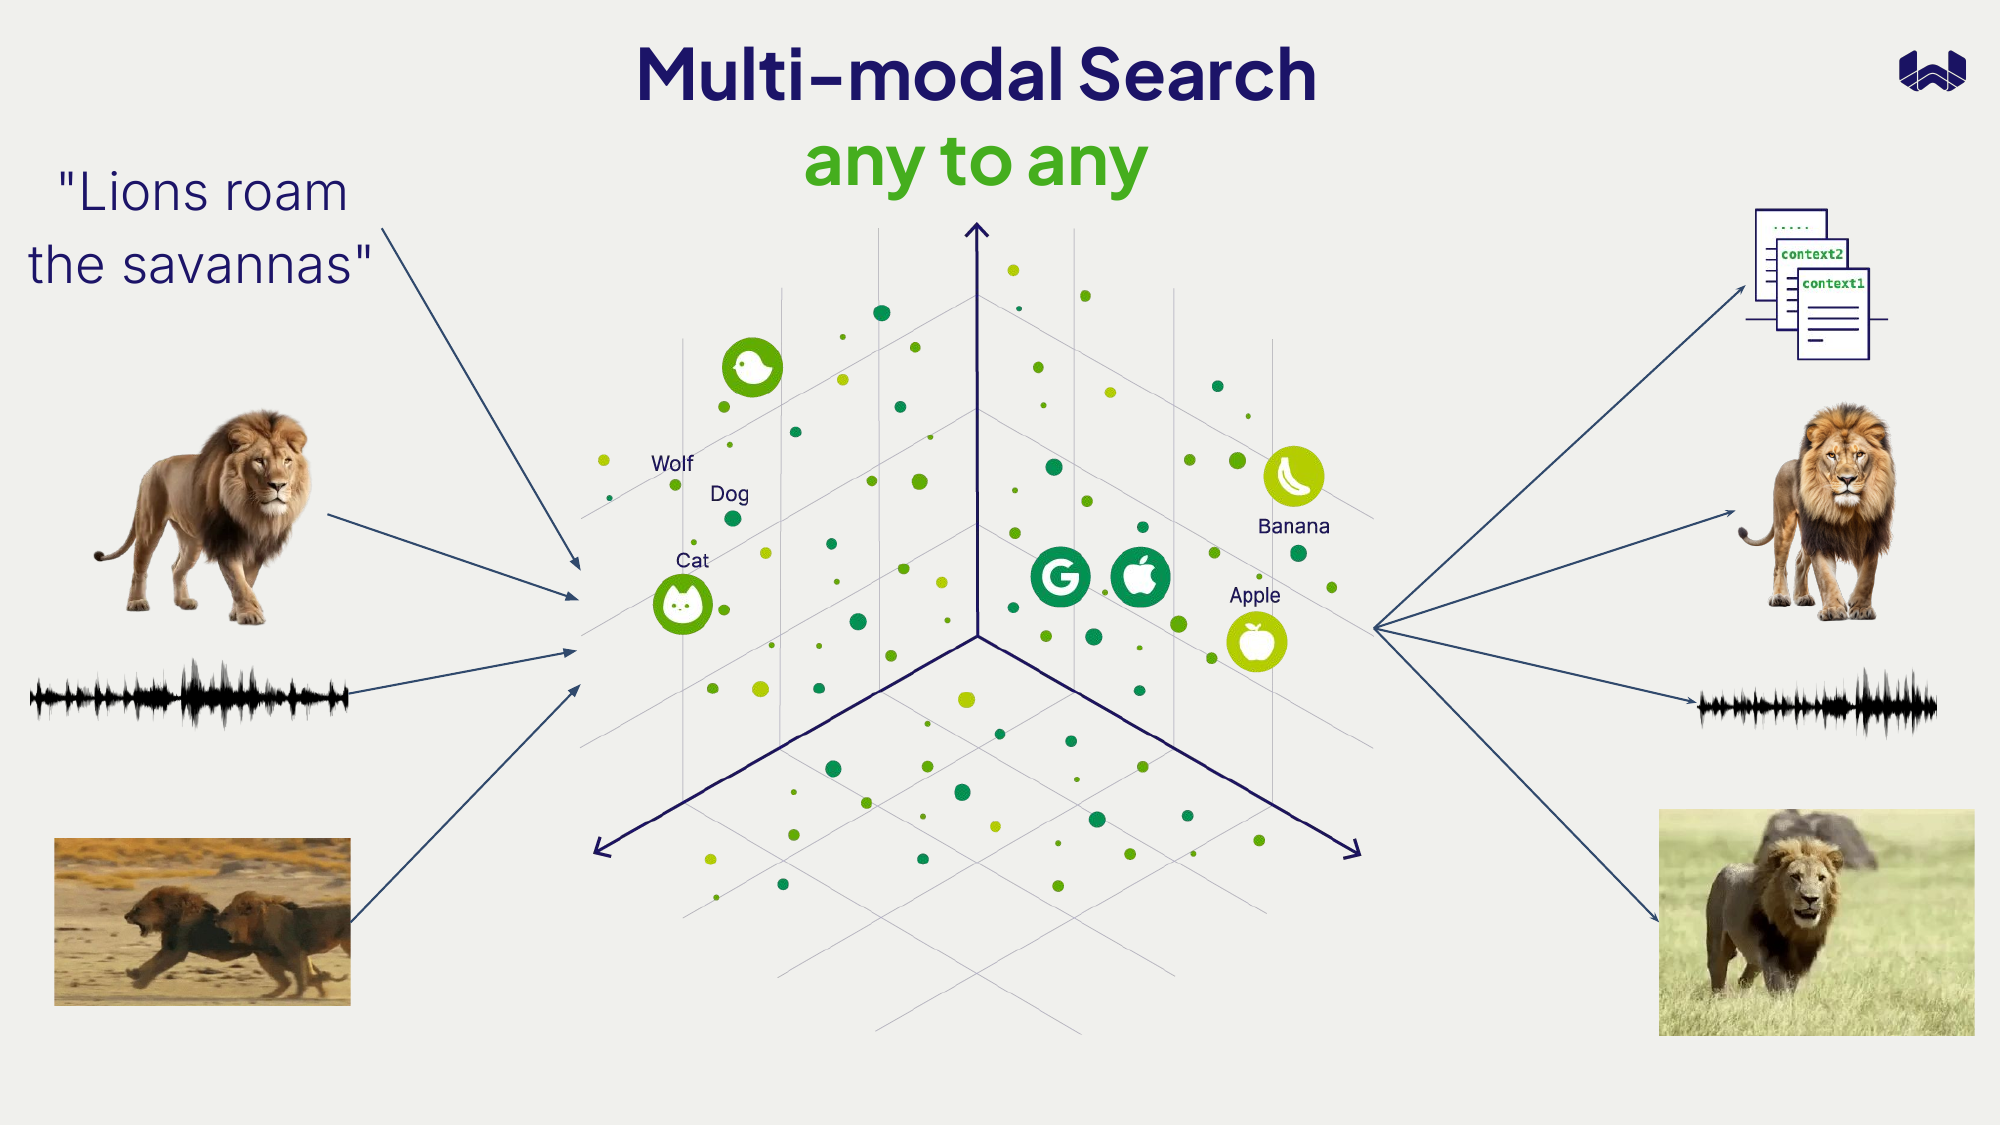 Multi-modal Search
any to any
"Lions roam
the savannas"
.....
context2
context1
Wolf
Dog
Cat
Banana
Apple